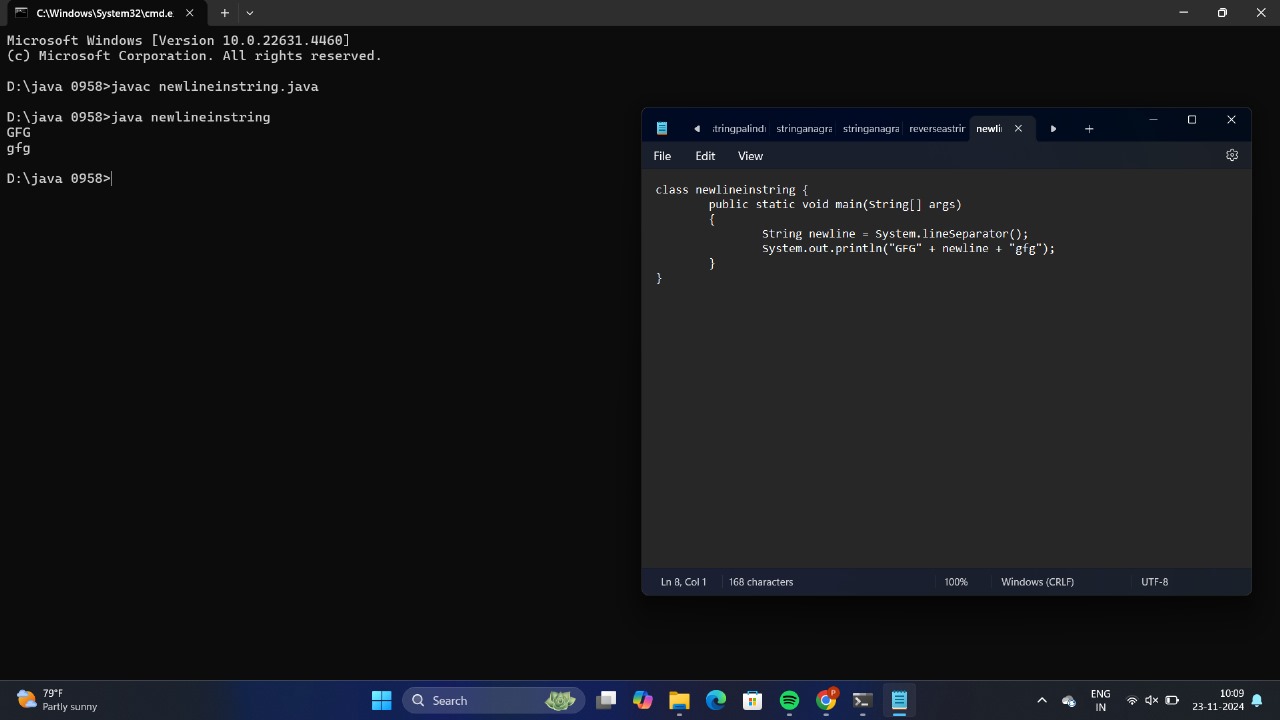 C:\Windows\System32\cmd.e
Microsoft Windows [Version 10.0.22631.4460]
(c) Microsoft Corporation. All rights reserved.
D:\java 0958>javac newlineinstring.java
D:\java 0958>java newlineinstring
GFG
gfg
D:\java 0958>
tringpalind stringanagra stringanagra reverseastrir newli
File Edit View
class newlineinstring {
public static void main(String[] args)
{
String newline = System.lineSeparator();
System.out.println("GFG" + newline + "gfg");
}
}
Ln 8, Col 1 168 characters 100% Windows (CRLF) UTF-8
79°F
Partly sunny
Search
ENG
IN
10:09
23-11-2024